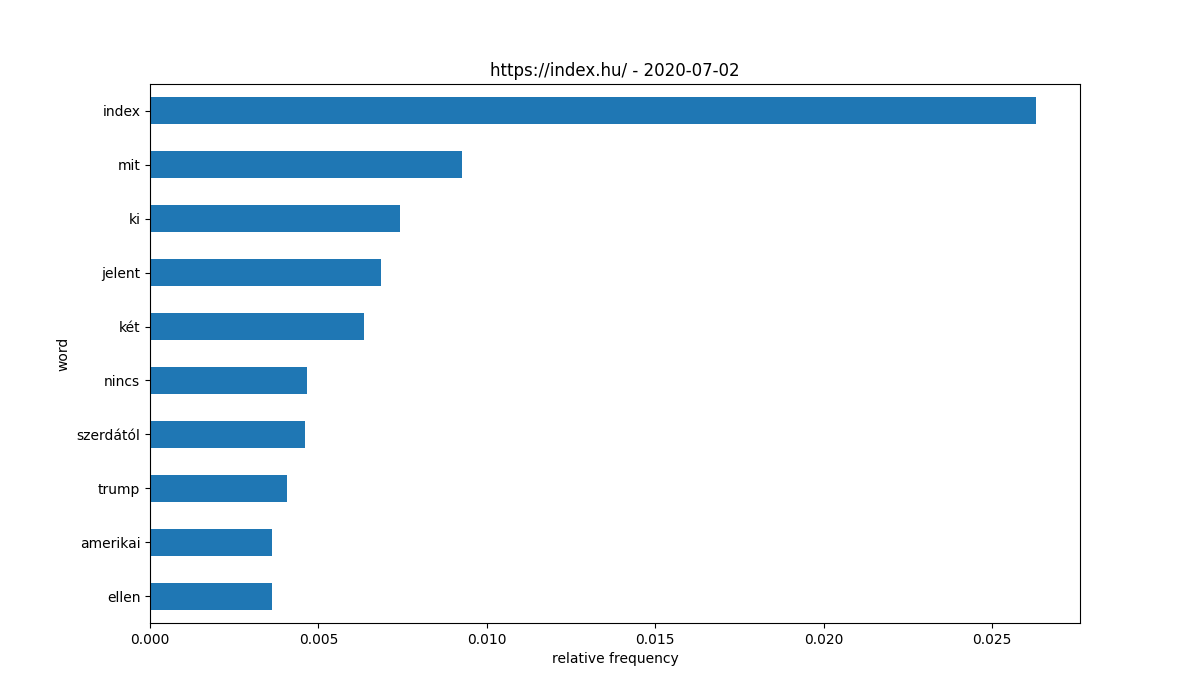 https://index.hu/ - 2020-07-02
index
mit
ki
jelent
két
nincs
szerdától
trump
amerikai
ellen
word
0.000 0.005 0.010 0.015 0.020 0.025
relative frequency